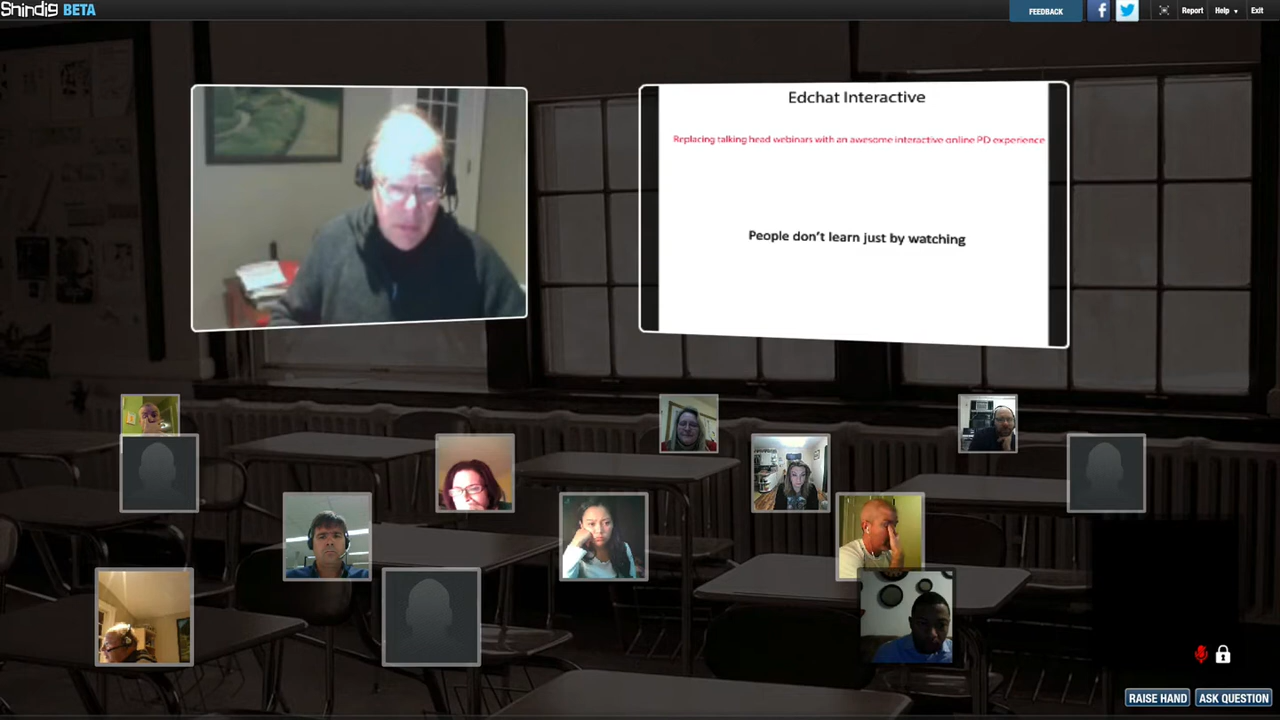 Shindig BETA
FEEDBACK
Report
Help
Exit
Edchat Interactive
Replacing talking head webinars with an awesome interactive online PD experience
People don't learn just by watching
RAISE HAND
ASK QUESTION